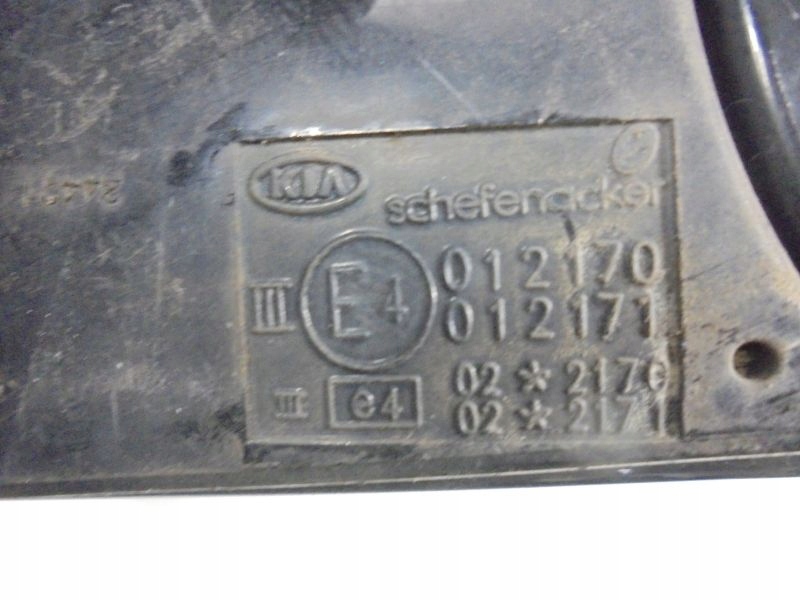 KIA
schefenacker
III E4 012170
012171
III e4 02*2170
02*2171